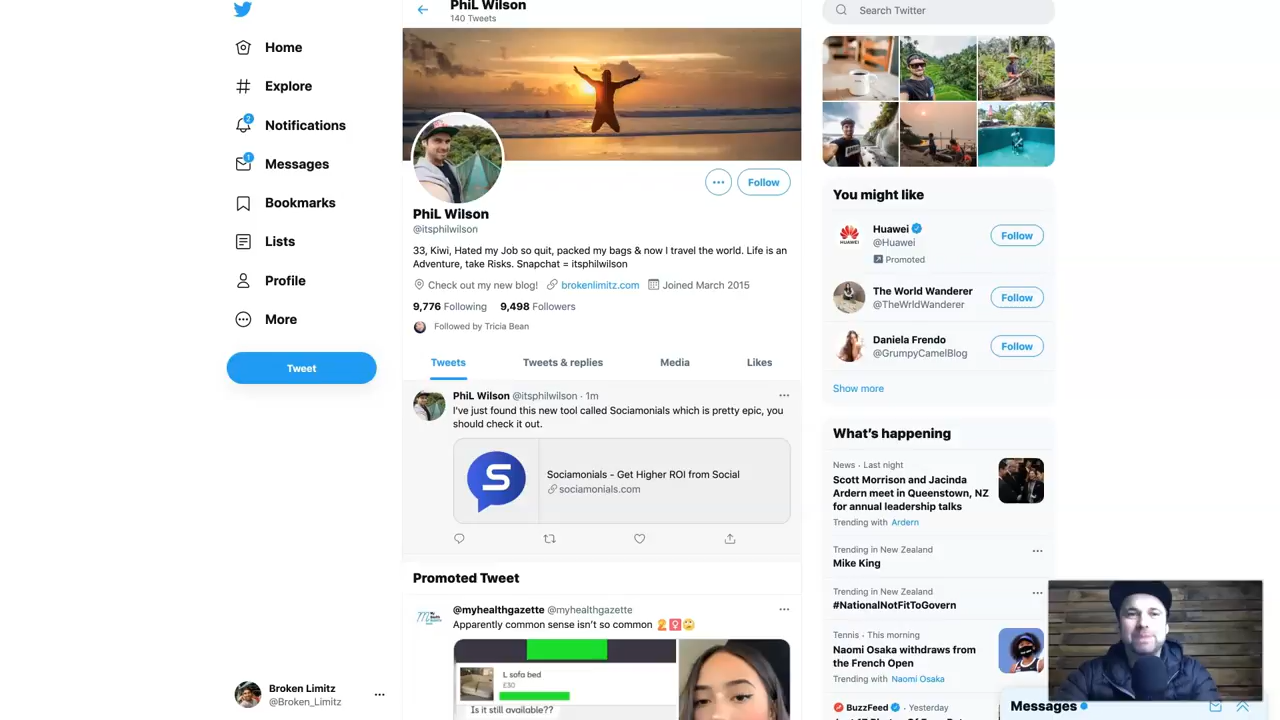 Home
Explore
2
Notifications
1
Messages
Bookmarks
Lists
Profile
More
Tweet
Broken Limitz
@Broken_Limitz
PhiL Wilson
140 Tweets
Follow
PhiL Wilson
@itsphilwilson
33, Kiwi, Hated my Job so quit, packed my bags & now I travel the world. Life is an
Adventure, take Risks. Snapchat = itsphilwilson
Check out my new blog! brokenlimitz.com Joined March 2015
9,776 Following 9,498 Followers
Followed by Tricia Bean
Tweets Tweets & replies Media Likes
PhiL Wilson @itsphilwilson · 1m
I've just found this new tool called Sociamonials which is pretty epic, you
should check it out.
S
Sociamonials - Get Higher ROI from Social
sociamonials.com
Promoted Tweet
@myhealthgazette @myhealthgazette
Apparently common sense isn't so common
L sofa bed
£30
Is it still available??
Search Twitter
You might like
HUAWEI
Huawei
@Huawei
Promoted
Follow
The World Wanderer
@TheWrldWanderer
Follow
Daniela Frendo
@GrumpyCamelBlog
Follow
Show more
What's happening
News · Last night
Scott Morrison and Jacinda
Ardern meet in Queenstown, NZ
for annual leadership talks
Trending with Ardern
Trending in New Zealand
Mike King
Trending in New Zealand
#NationalNotFitToGovern
Tennis · This morning
Naomi Osaka withdraws from
the French Open
Trending with Naomi Osaka
BuzzFeed · Yesterday
Messages